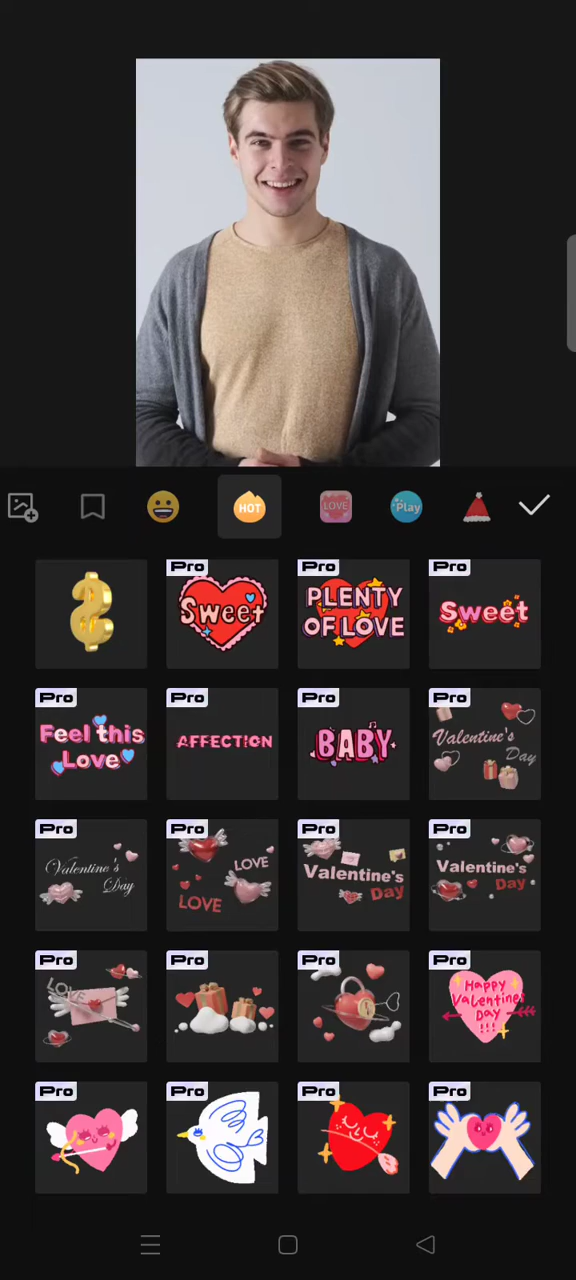 HOT
LOVE
Play
Pro
Pro
Pro
Sweet
PLENTY
OF LOVE
Sweet
Pro
Pro
Pro
Pro
Feel this
Love
AFFECTION
BABY
Valentine's
Day
Pro
Pro
Pro
Pro
Valentine's
Day
LOVE
LOVE
Valentine's
Day
Valentine's
Day
Pro
Pro
Pro
Pro
LOVE
Happy
Valentines
Day
!!!
Pro
Pro
Pro
Pro